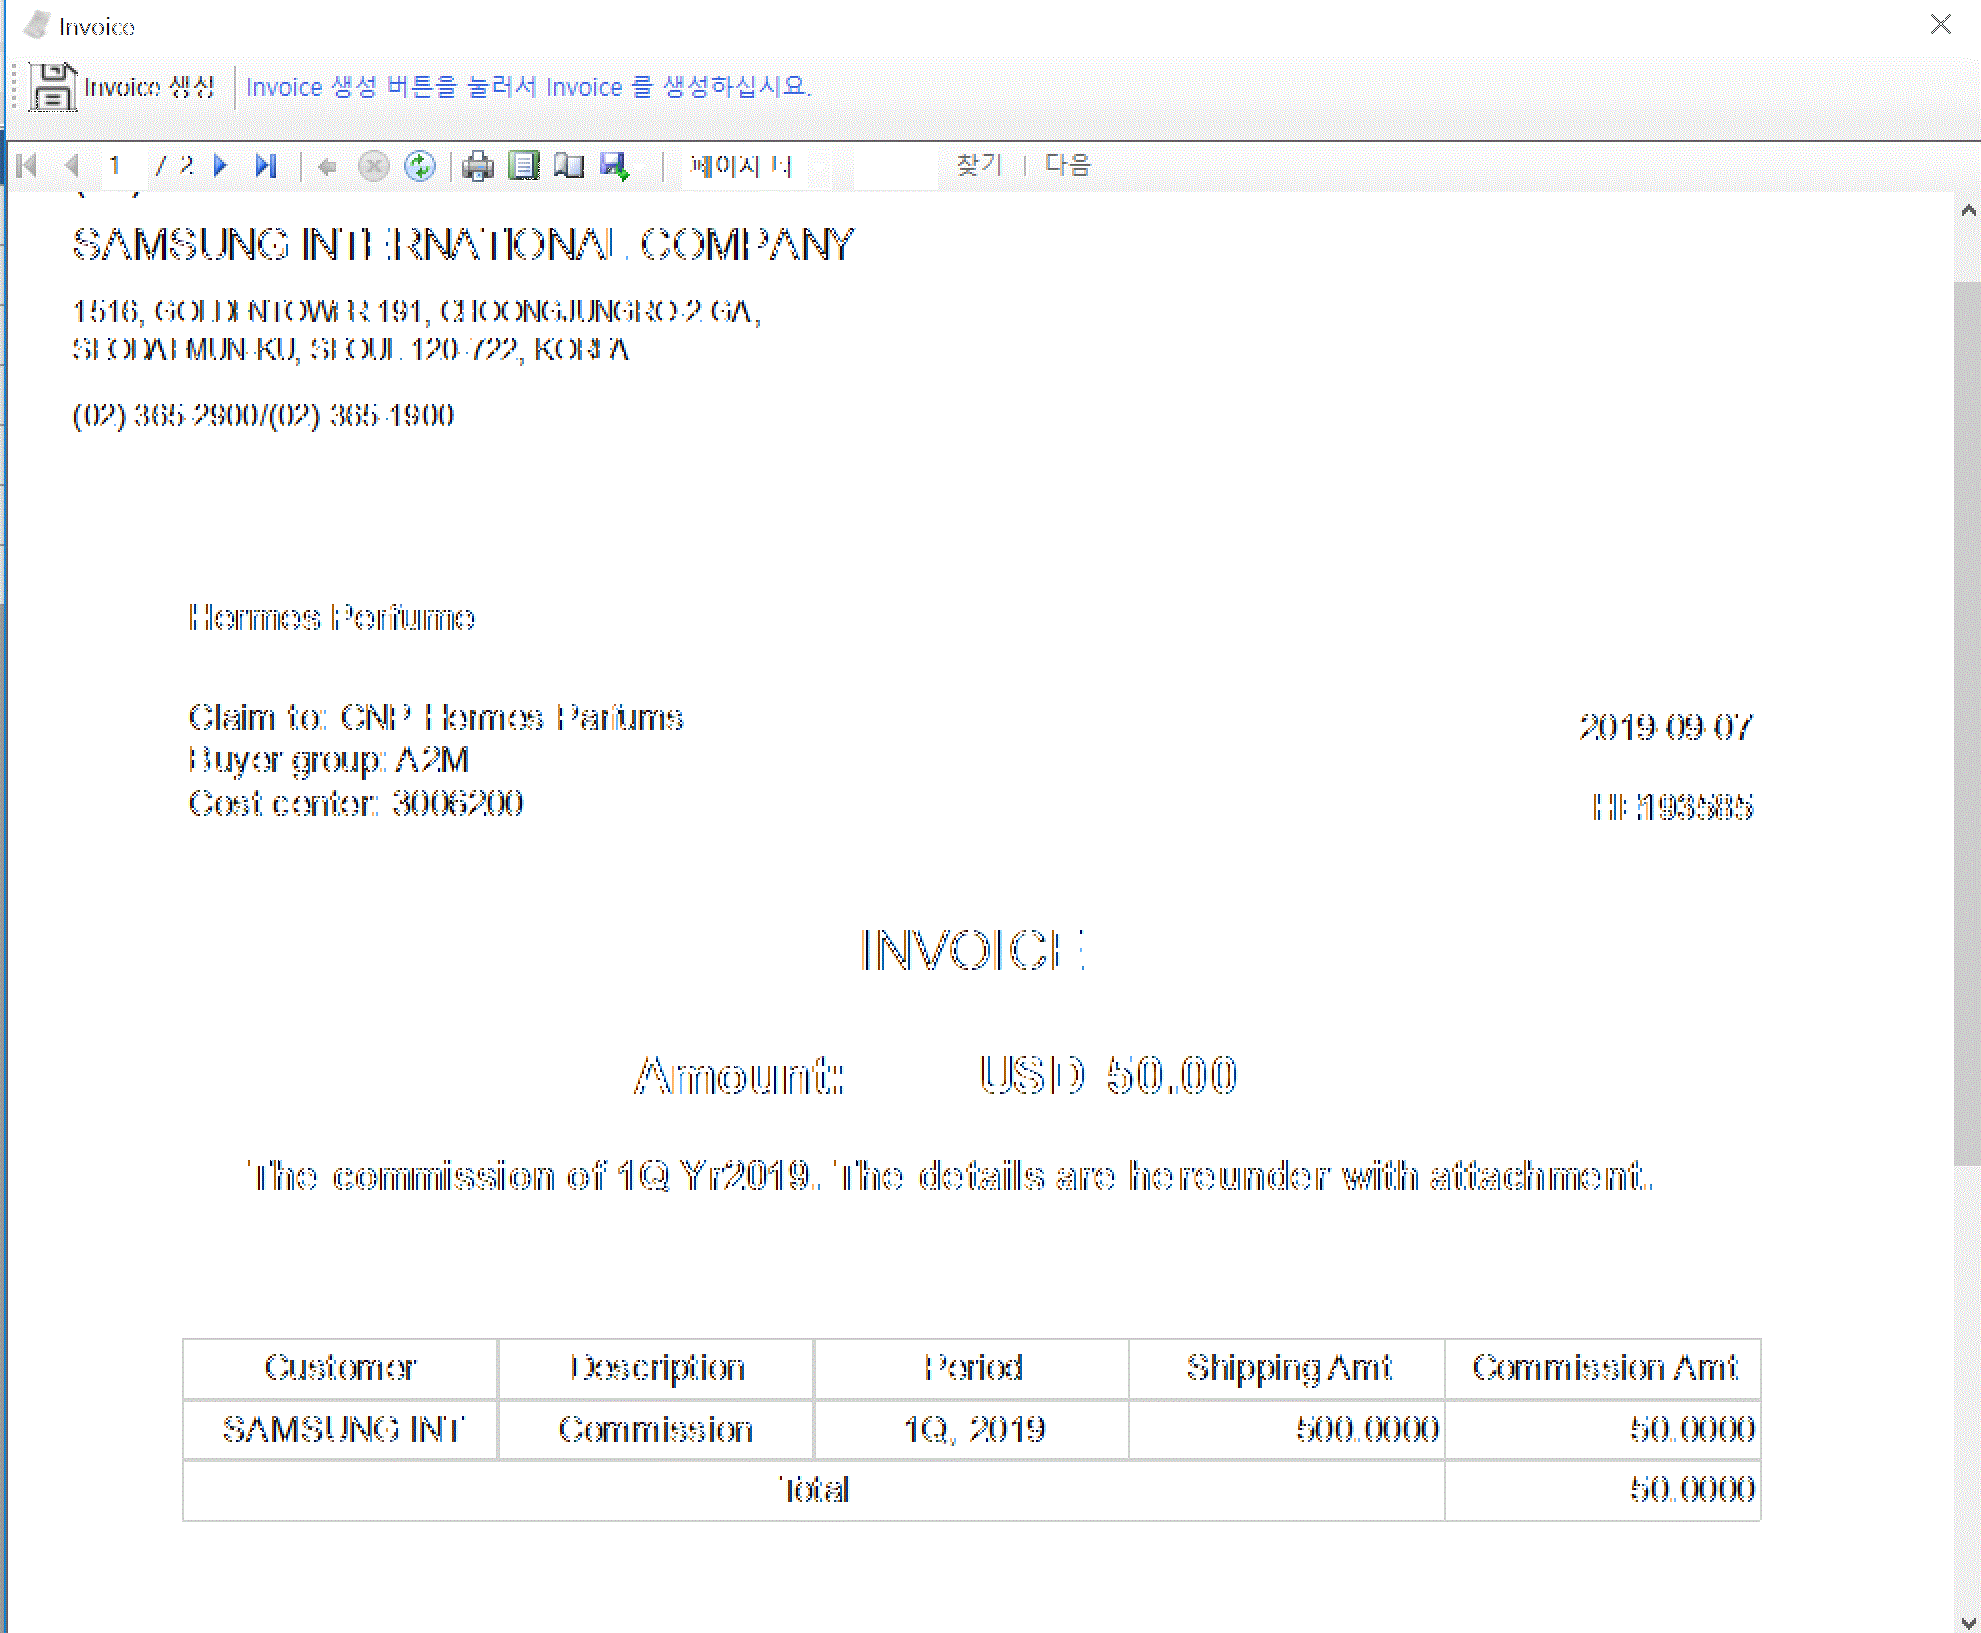 Invoice
Invoice 생성 Invoice 생성 버튼을 눌러서 Invoice 를 생성하십시요.
1 / 2 페이지 너 찾기 | 다음
SAMSUNG INTERNATIONAL COMPANY
1516, GOLDENTOWER 191, CHOONGJUNGRO-2 GA,
SEODAEMUN-KU, SEOUL 120-722, KOREA
(02) 365-2900/(02) 365-1900
Hermes Perfume
Claim to: CNP Hermes Parfums
2019-09-07
Buyer group: A2M
Cost center: 3006200
HE193585
INVOICE
Amount: USD 50.00
The commission of 1Q Yr2019. The details are hereunder with attachment.
Customer Description Period Shipping Amt Commission Amt
SAMSUNG INT Commission 1Q, 2019 500.0000 50.0000
Total 50.0000